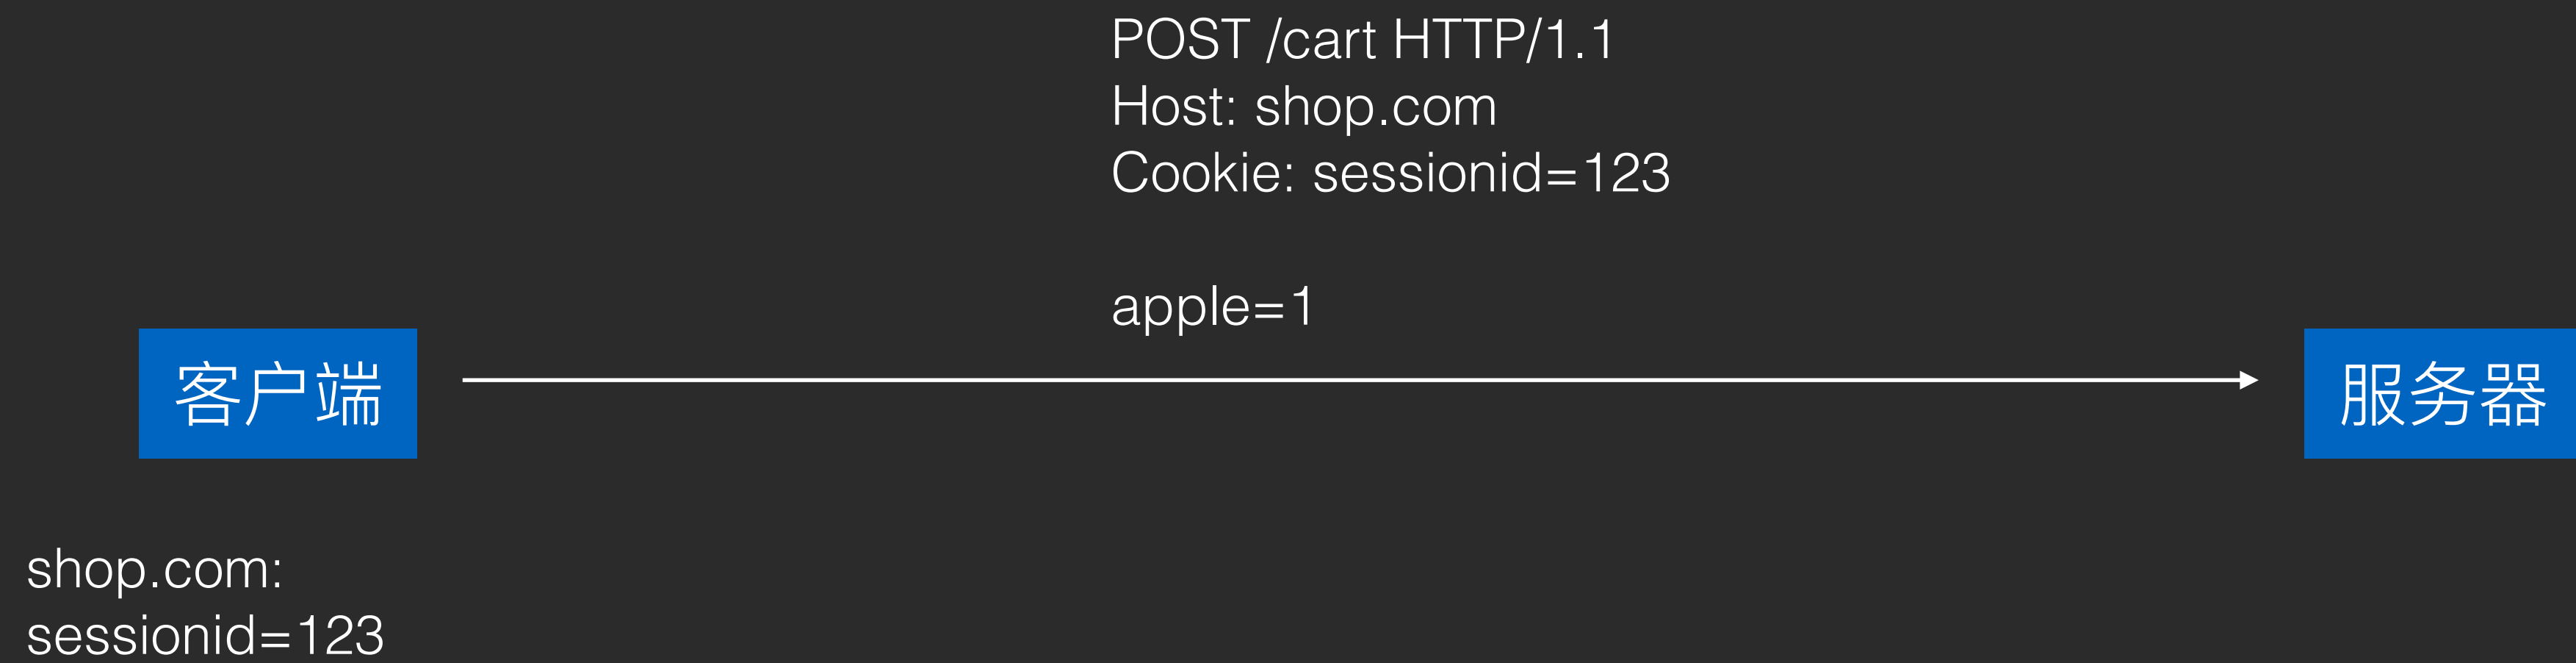 POST /cart HTTP/1.1
Host: shop.com
Cookie: sessionid=123
apple=1
客户端
服务器
shop.com:
sessionid=123